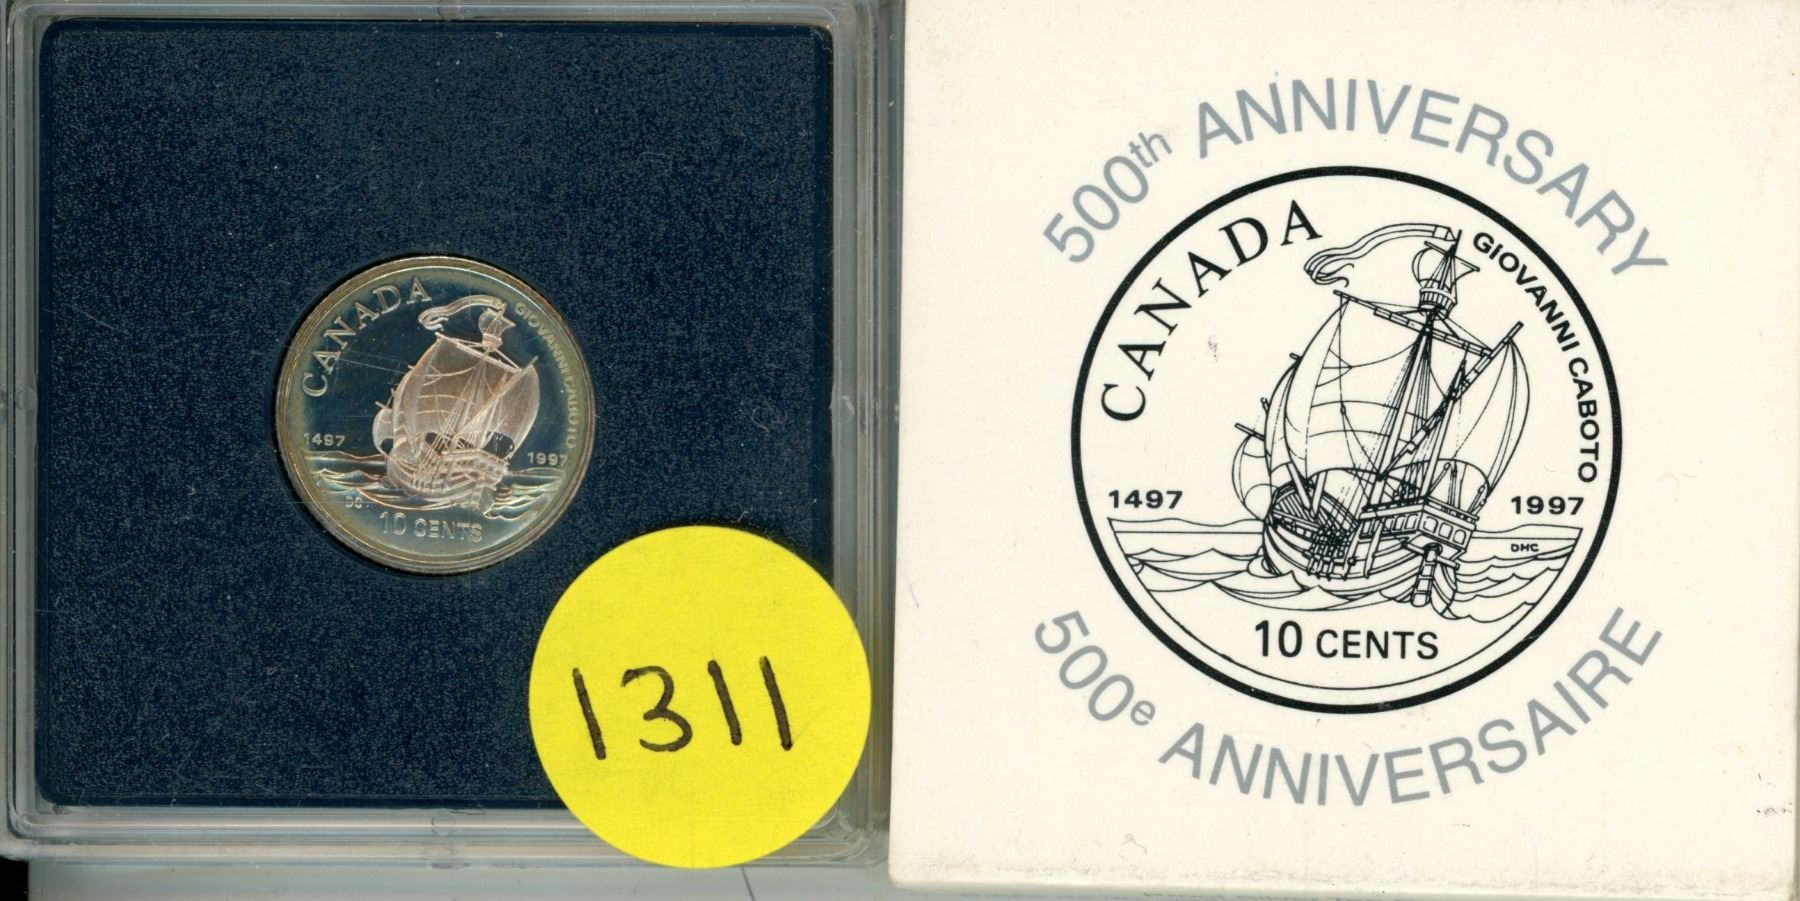 CANADA
GIOVANNI CABOTO
1497
1997
10 CENTS
1311
500th ANNIVERSARY
CANADA
GIOVANNI CABOTO
1497
1997
DHC
10 CENTS
500e ANNIVERSAIRE